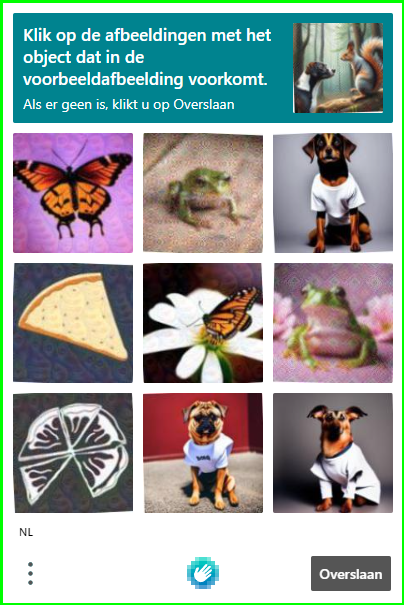 Klik op de afbeeldingen met het
object dat in de
voorbeeldafbeelding voorkomt.
Als er geen is, klikt u op Overslaan
NL
Overslaan